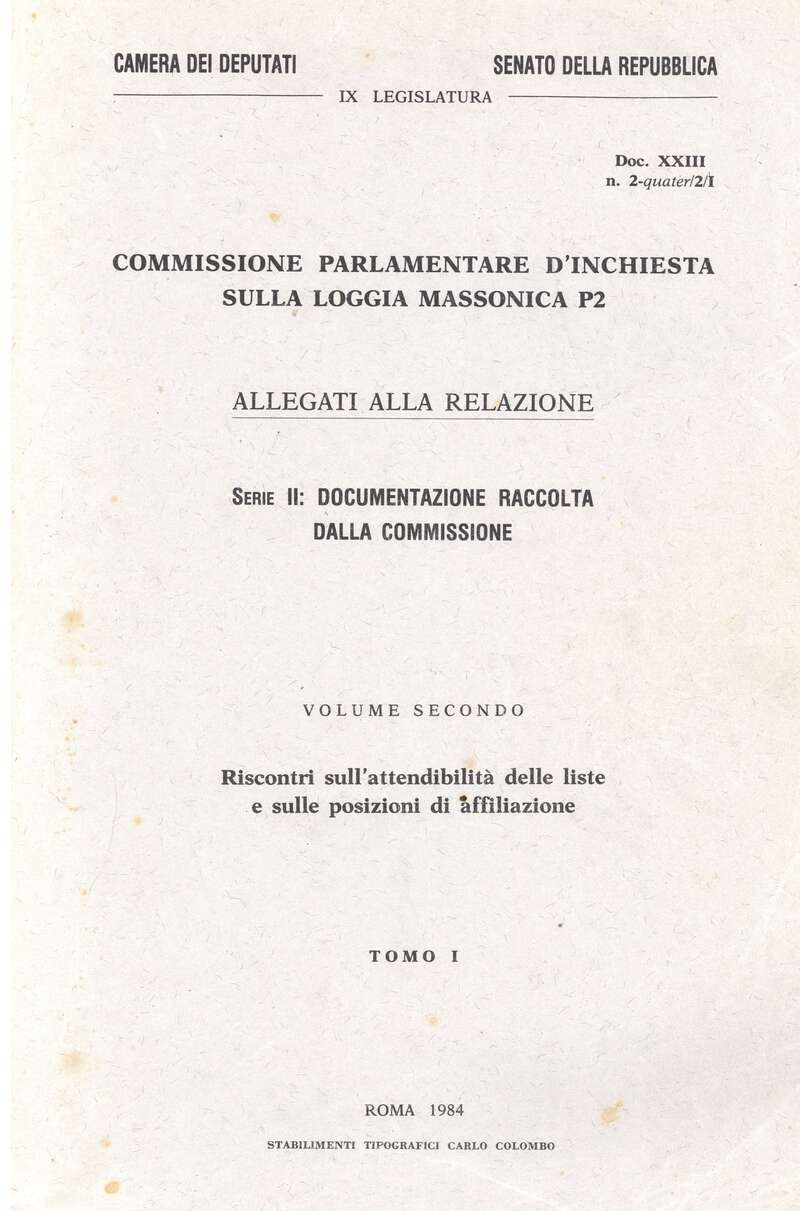 CAMERA DEI DEPUTATI SENATO DELLA REPUBBLICA
IX LEGISLATURA
Doc. XXIII
n. 2-quater/2/I
COMMISSIONE PARLAMENTARE D'INCHIESTA
SULLA LOGGIA MASSONICA P2
ALLEGATI ALLA RELAZIONE
SERIE II: DOCUMENTAZIONE RACCOLTA
DALLA COMMISSIONE
VOLUME SECONDO
Riscontri sull'attendibilità delle liste
e sulle posizioni di affiliazione
TOMO I
ROMA 1984
STABILIMENTI TIPOGRAFICI CARLO COLOMBO